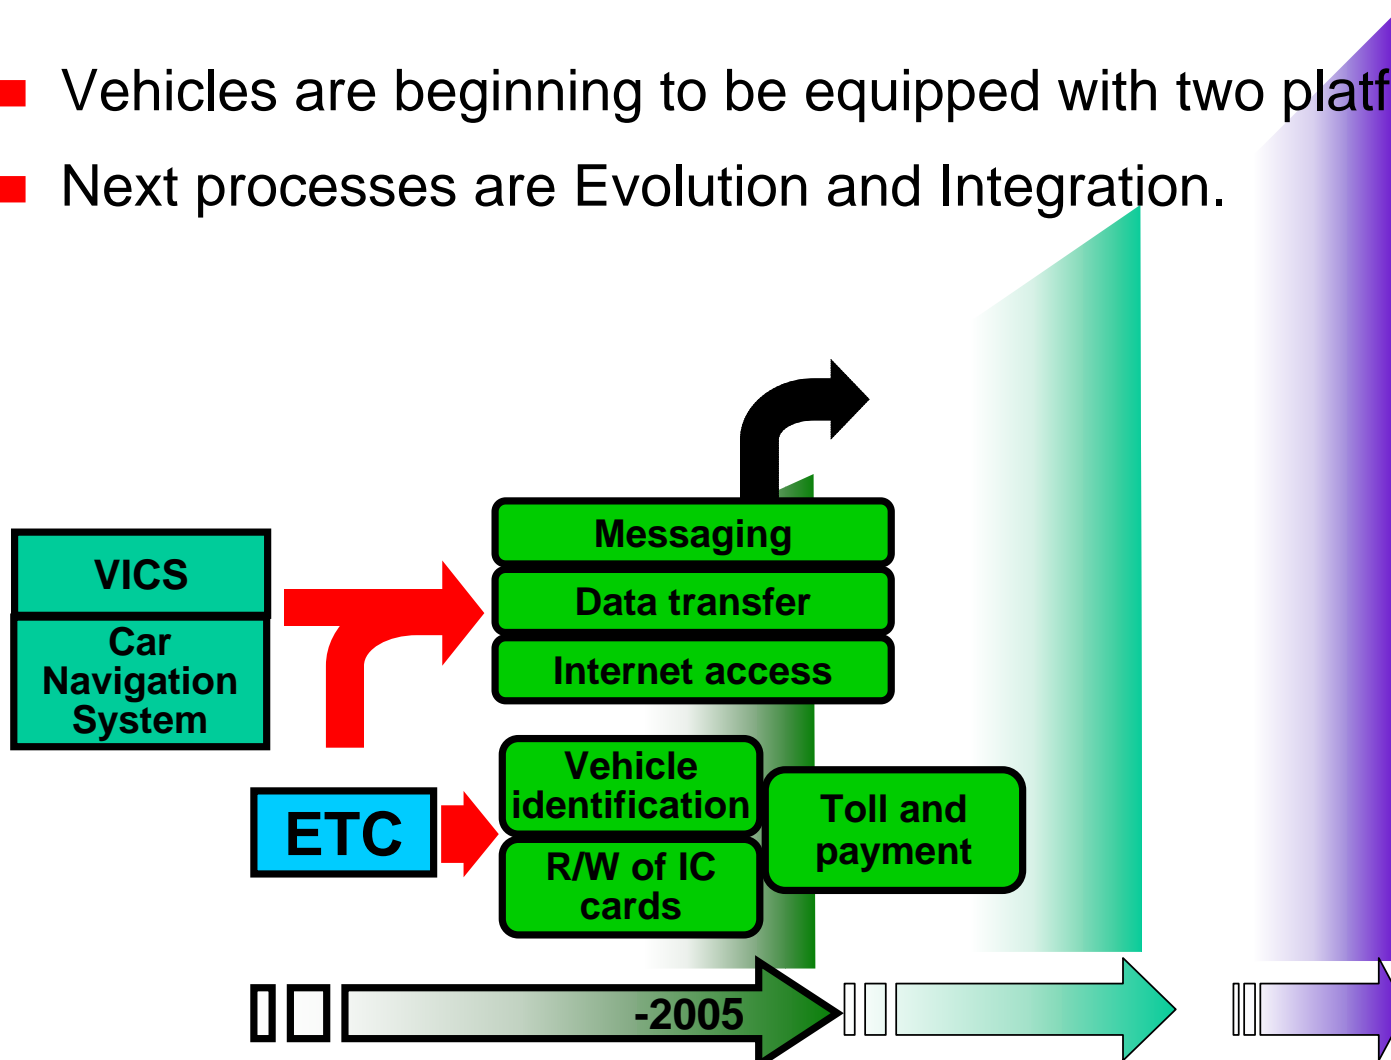 Vehicles are beginning to be equipped with two platf
Next processes are Evolution and Integration.
Messaging
VICS
Data transfer
Car
Navigation
System
Internet access
Vehicle
identification
ETC
Toll and
payment
R/W of IC
cards
-2005